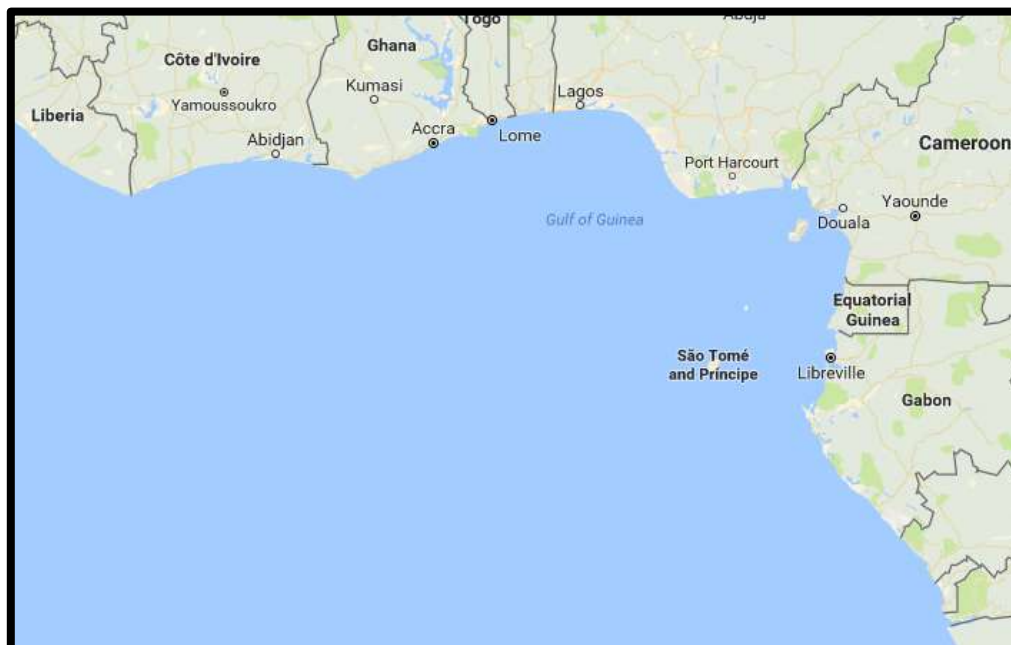 Togo
Abuja
Ghana
Côte d'Ivoire
Kumasi
Lagos
Yamoussoukro
Liberia
Accra
Lome
Abidjan
Cameroon
Port Harcourt
Yaounde
Gulf of Guinea
Douala
Equatorial
Guinea
São Tomé
and Príncipe
Libreville
Gabon